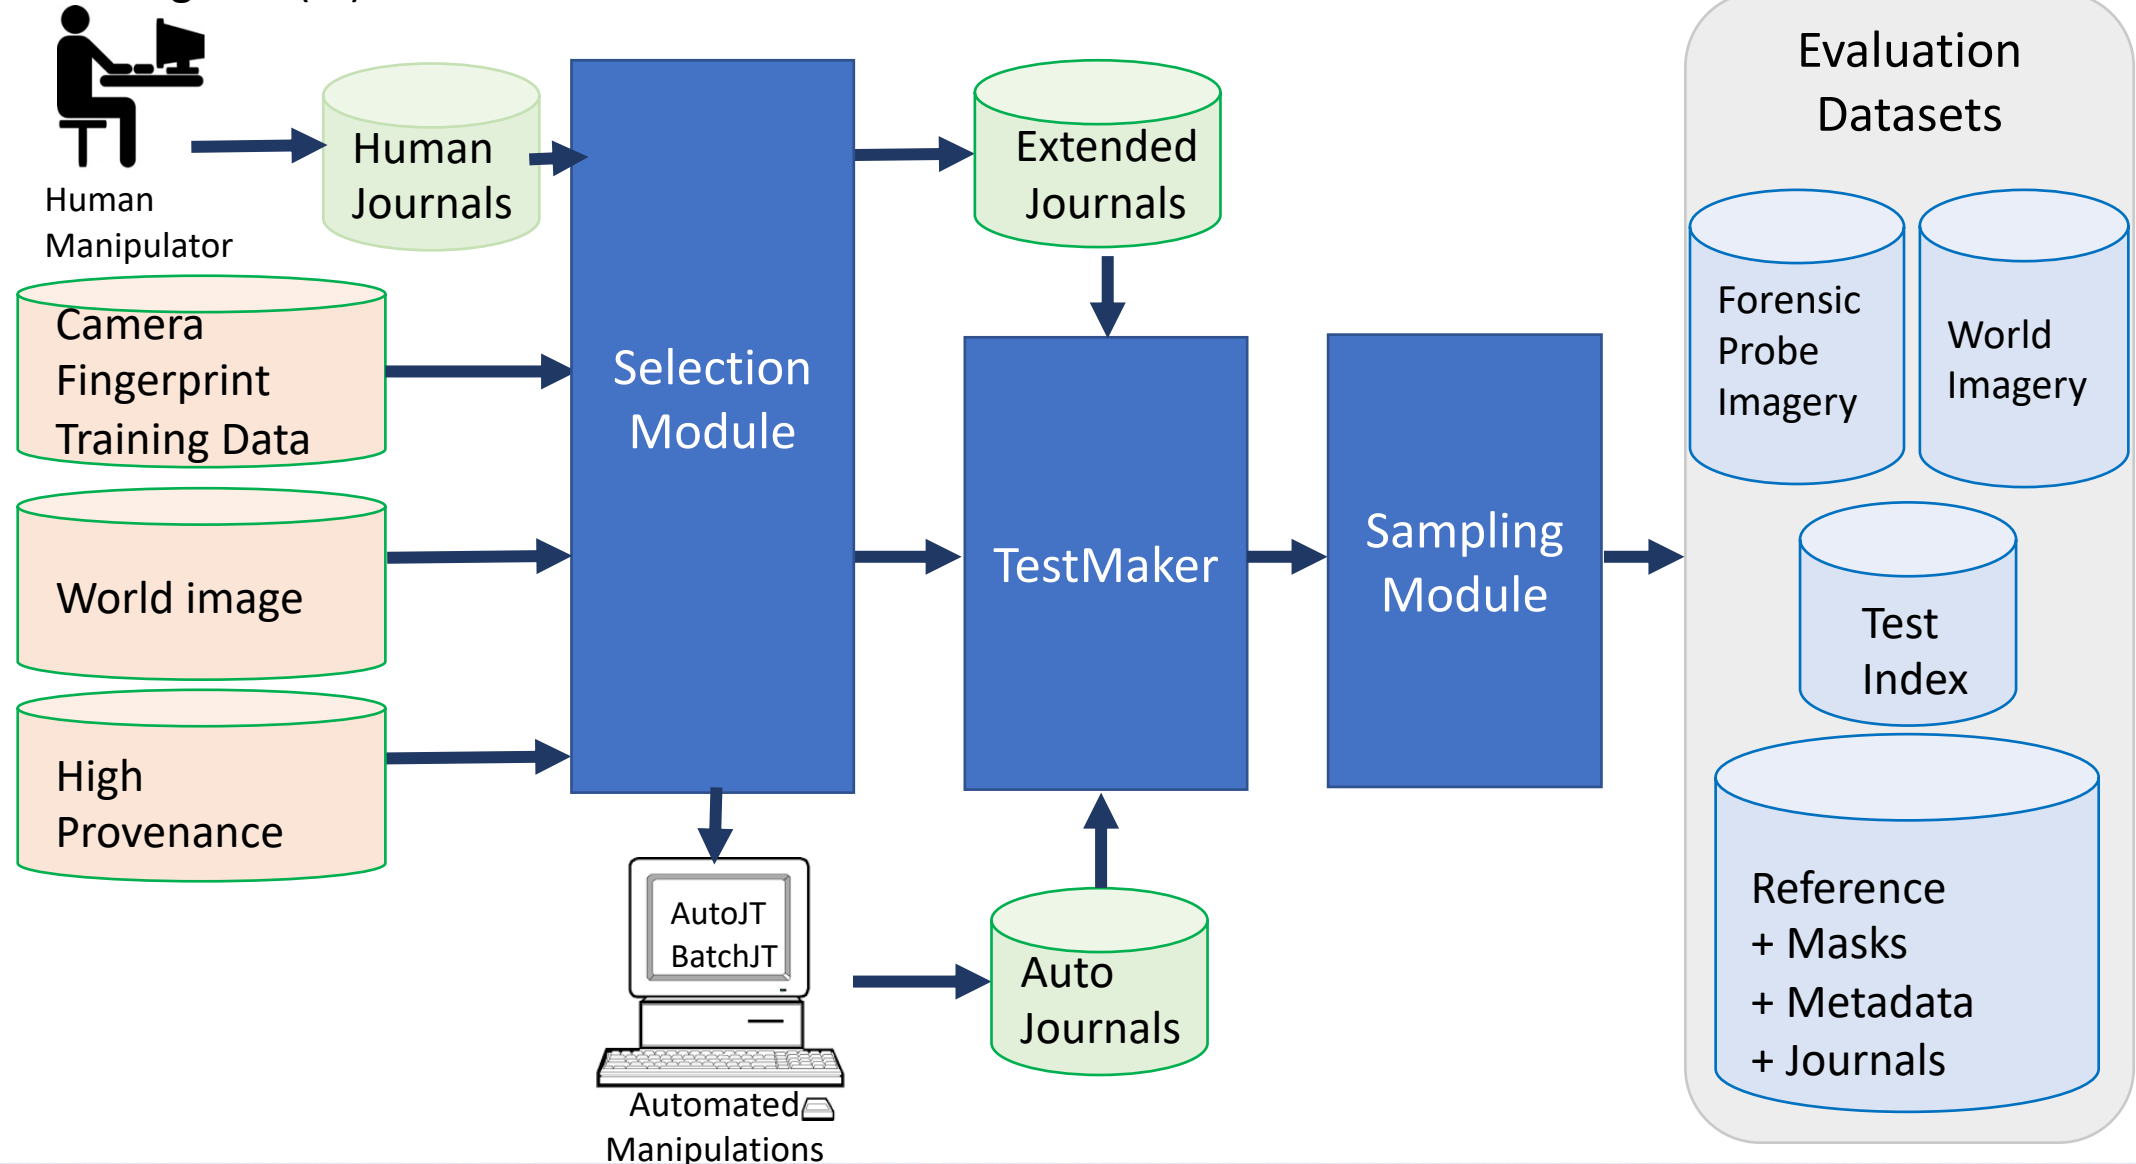 Human
Manipulator
Human
Journals
Camera
Fingerprint
Training Data
World image
High
Provenance
Selection
Module
Extended
Journals
TestMaker
Sampling
Module
AutoJT
BatchJT
Automated
Manipulations
Auto
Journals
Evaluation
Datasets
Forensic
Probe
Imagery
World
Imagery
Test
Index
Reference
+ Masks
+ Metadata
+ Journals